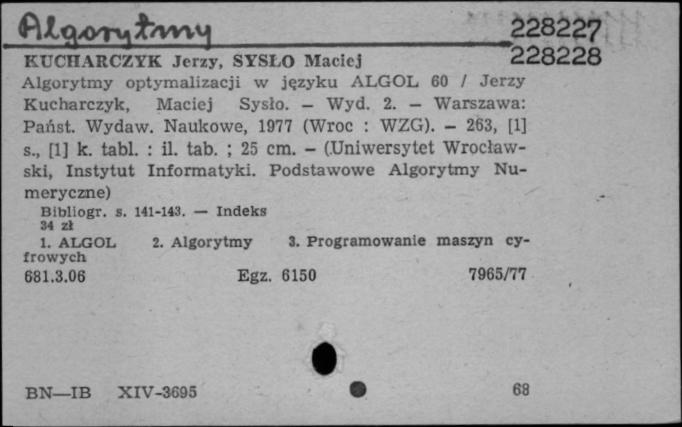 Algorytmy
228227
228228
KUCHARCZYK Jerzy, SYSŁO Maciej
Algorytmy optymalizacji w języku ALGOL 60 / Jerzy
Kucharczyk, Maciej Sysło. — Wyd. 2. — Warszawa:
Państ. Wydaw. Naukowe, 1977 (Wroc : WZG). — 263, [1]
s., [1] k. tabl. : il. tab. ; 25 cm. — (Uniwersytet Wrocław-
ski, Instytut Informatyki. Podstawowe Algorytmy Nu-
meryczne)
Bibliogr. s. 141-143. — Indeks
34 zł
1. ALGOL 2. Algorytmy 3. Programowanie maszyn cy-
frowych
681.3.06 Egz. 6150 7965/77
BN—IB XIV-3695 68